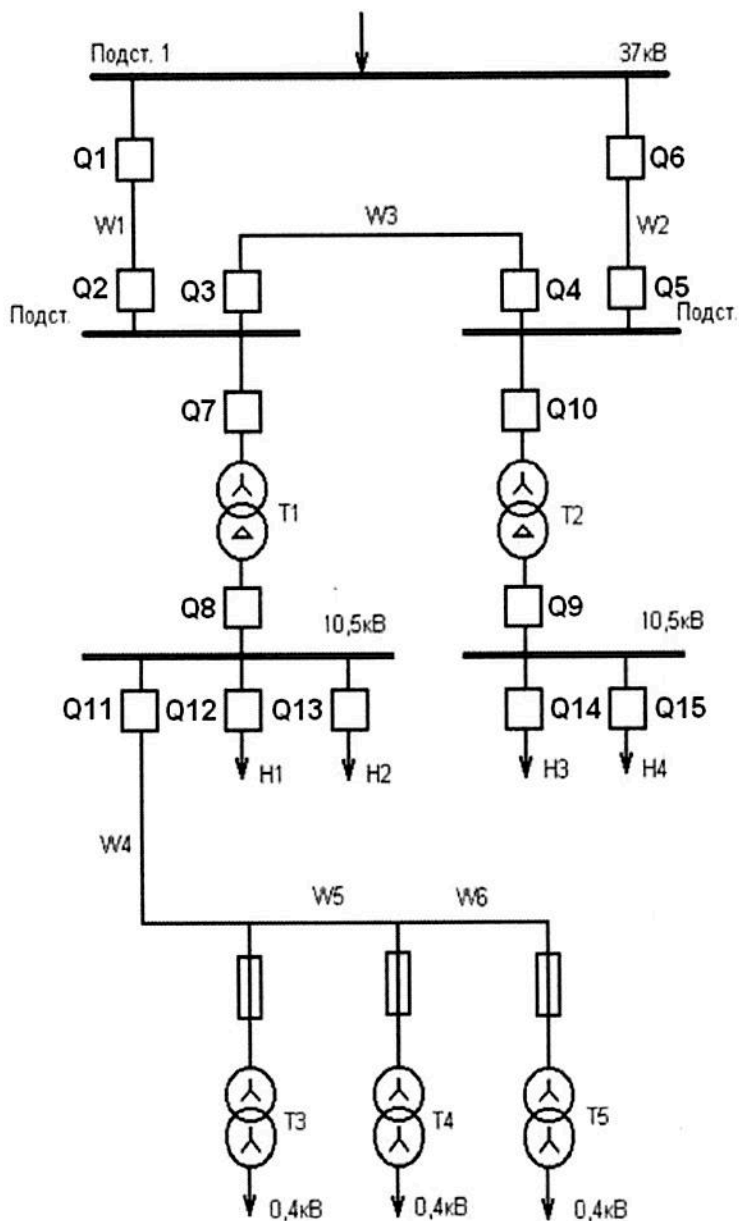 Подст. 1 37кВ
Q1 Q6
W1 W3 W2
Q2 Q3 Q4 Q5
Подст. Подст.
Q7 Q10
T1 T2
Q8 Q9
10,5кВ 10,5кВ
Q11 Q12 Q13 Q14 Q15
H1 H2 H3 H4
W4
W5 W6
T3 T4 T5
0,4кВ 0,4кВ 0,4кВ